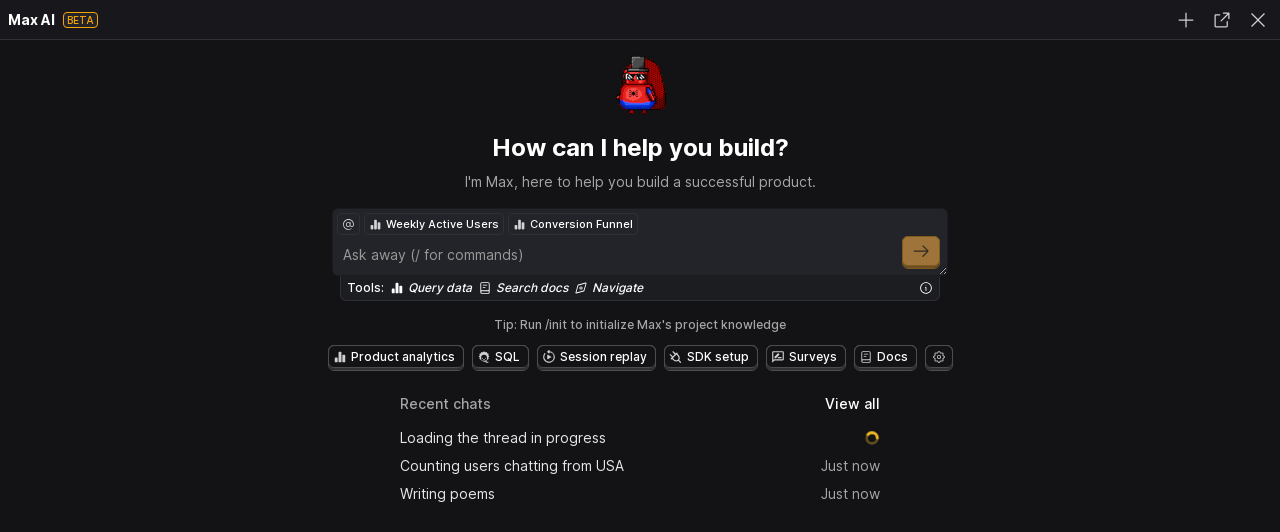 Max AI BETA
How can I help you build?
I'm Max, here to help you build a successful product.
@ Weekly Active Users Conversion Funnel
Ask away (/ for commands)
Tools: Query data Search docs Navigate
Tip: Run /init to initialize Max's project knowledge
Product analytics SQL Session replay SDK setup Surveys Docs
Recent chats View all
Loading the thread in progress
Counting users chatting from USA Just now
Writing poems Just now